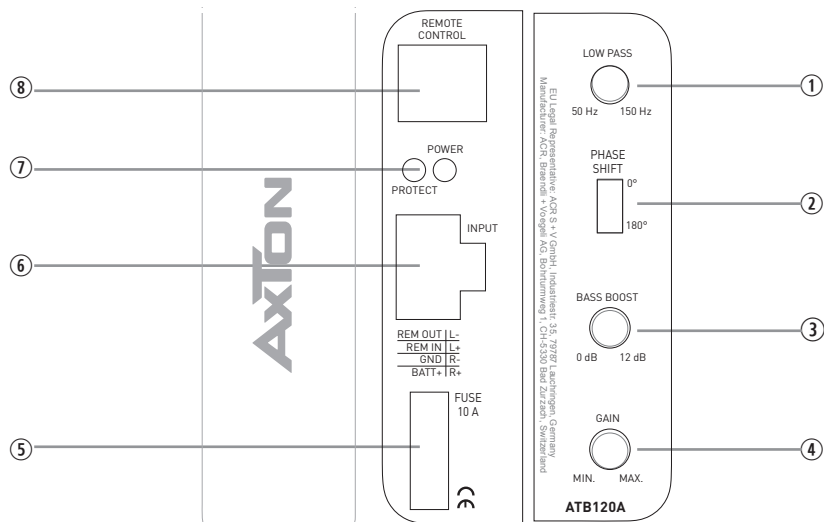 REMOTE
CONTROL
8
7
POWER
PROTECT
6
INPUT
REM OUT L-
REM IN L+
GND R-
BATT+ R+
5
FUSE
10 A
CE
AXTON
EU Legal Representative: ACR S + V GmbH, Industriestr. 35, 79787 Lauchringen, Germany
Manufacturer: ACR, Braendli + Voegeli AG, Bohrturmweg 1, CH-5330 Bad Zurzach, Switzerland
LOW PASS
50 Hz 150 Hz
1
PHASE
SHIFT
0°
180°
2
BASS BOOST
0 dB 12 dB
3
GAIN
MIN. MAX.
4
ATB120A